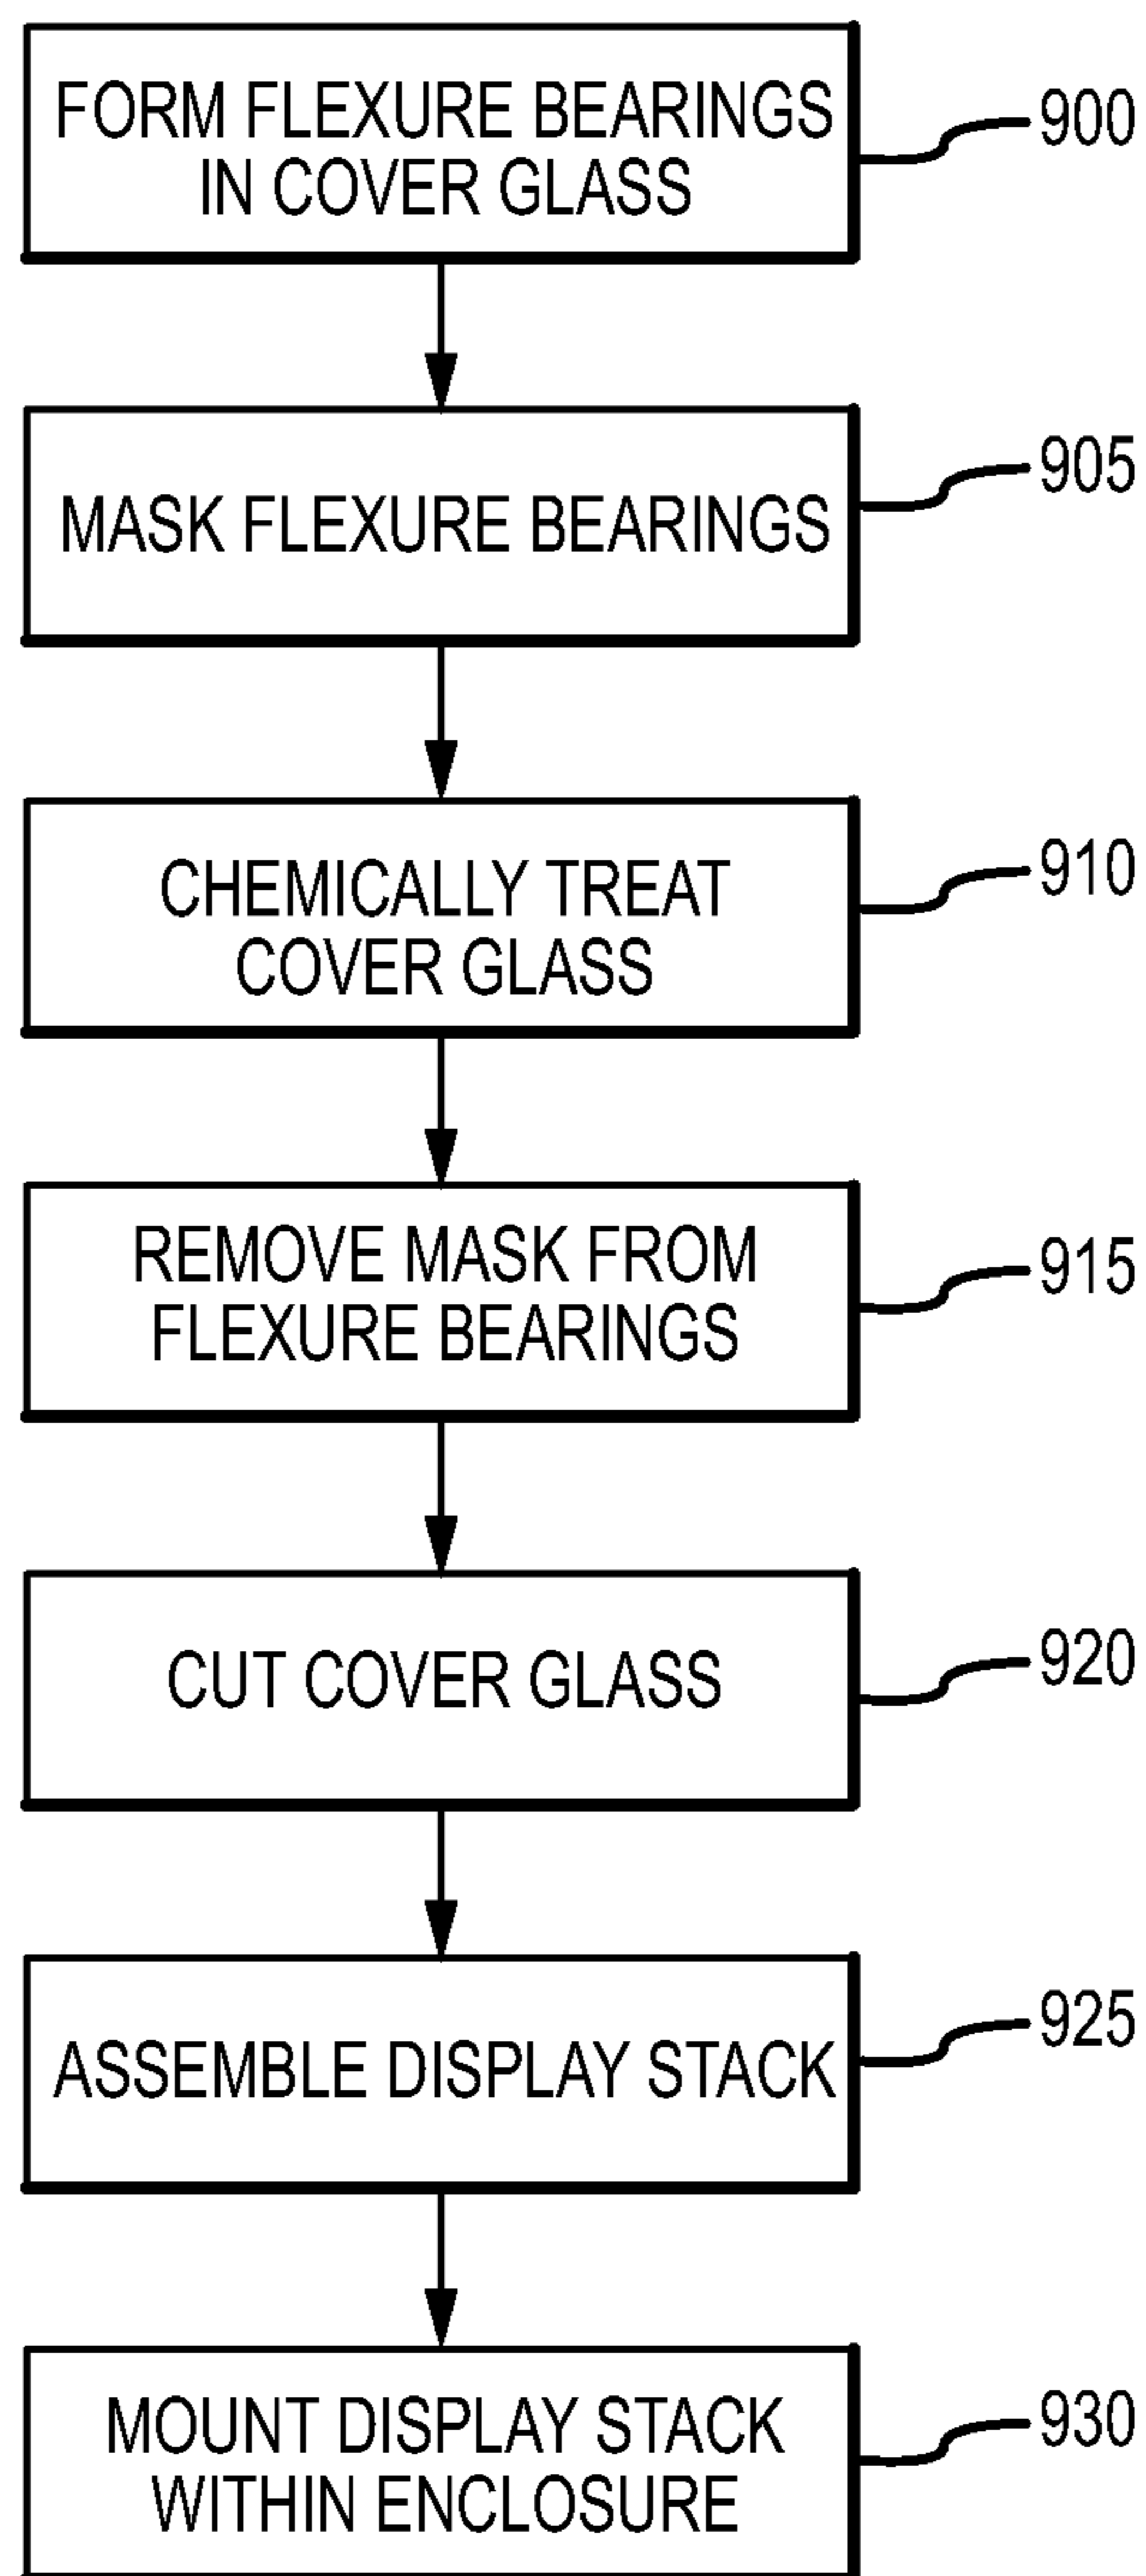 FORM FLEXURE BEARINGS
IN COVER GLASS
900
MASK FLEXURE BEARINGS
905
CHEMICALLY TREAT
COVER GLASS
910
REMOVE MASK FROM
FLEXURE BEARINGS
915
CUT COVER GLASS
920
ASSEMBLE DISPLAY STACK
925
MOUNT DISPLAY STACK
WITHIN ENCLOSURE
930